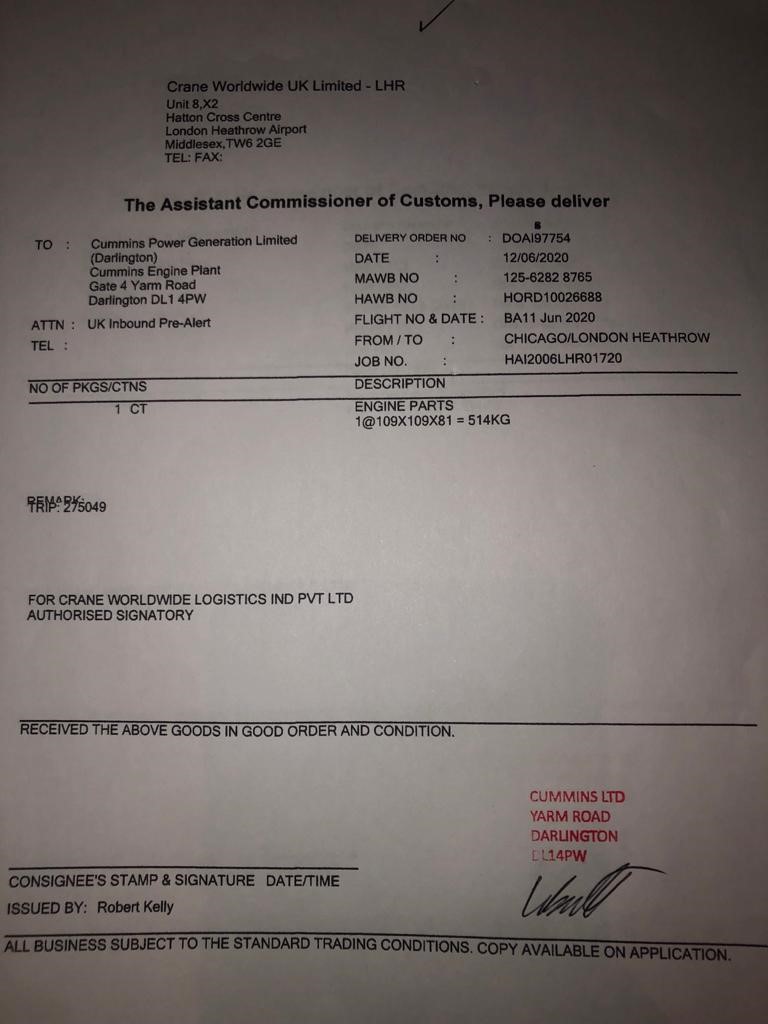 Crane Worldwide UK Limited - LHR
Unit 8,X2
Hatton Cross Centre
London Heathrow Airport
Middlesex,TW6 2GE
TEL: FAX:
The Assistant Commissioner of Customs, Please deliver
TO : Cummins Power Generation Limited
(Darlington)
Cummins Engine Plant
Gate 4 Yarm Road
Darlington DL1 4PW
ATTN : UK Inbound Pre-Alert
TEL :
DELIVERY ORDER NO : DOAI97754
DATE : 12/06/2020
MAWB NO : 125-6282 8765
HAWB NO : HORD10026688
FLIGHT NO & DATE : BA11 Jun 2020
FROM / TO : CHICAGO/LONDON HEATHROW
JOB NO. : HAI2006LHR01720
NO OF PKGS/CTNS DESCRIPTION
1 CT ENGINE PARTS
1@109X109X81 = 514KG
REMARK:
TRIP: 275049
FOR CRANE WORLDWIDE LOGISTICS IND PVT LTD
AUTHORISED SIGNATORY
RECEIVED THE ABOVE GOODS IN GOOD ORDER AND CONDITION.
CUMMINS LTD
YARM ROAD
DARLINGTON
DL14PW
CONSIGNEE'S STAMP & SIGNATURE DATE/TIME
ISSUED BY: Robert Kelly
ALL BUSINESS SUBJECT TO THE STANDARD TRADING CONDITIONS. COPY AVAILABLE ON APPLICATION.